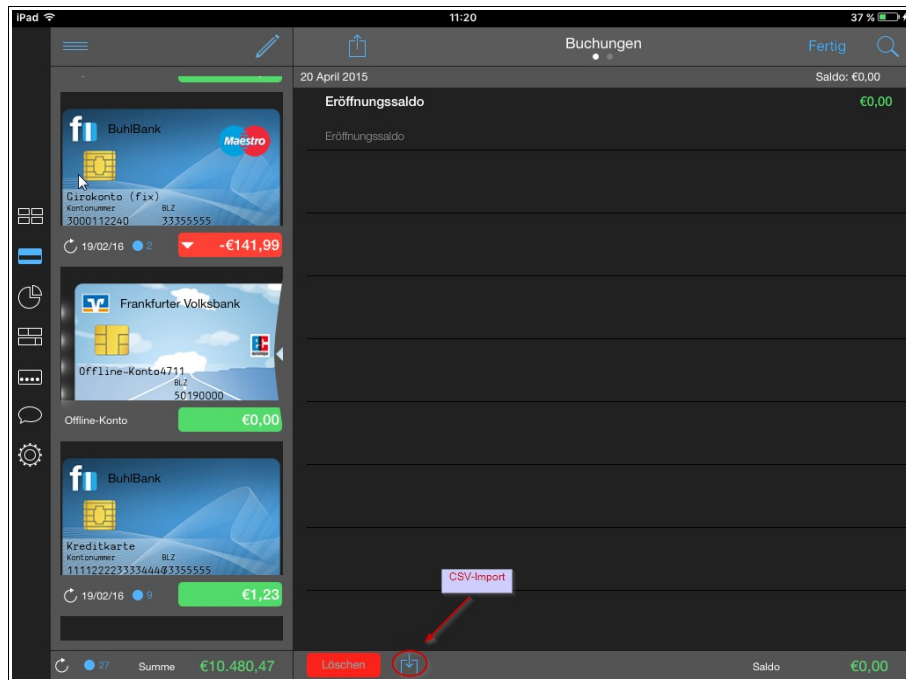 iPad
11:20
37 %
Buchungen
Fertig
20 April 2015
Saldo: €0,00
Eröffnungssaldo
€0,00
Eröffnungssaldo
BuhlBank
Maestro
Girokonto (fix)
Kontonummer BLZ
3000112240 33355555
19/02/16 2 -€141,99
Frankfurter Volksbank
Offline-Konto4711
BLZ
50190000
Offline-Konto €0,00
fi BuhlBank
Kreditkarte
Kontonummer BLZ
19/02/16 9 €1,23
CSV-Import
27 Summe €10.480,47
Löschen
Saldo €0,00